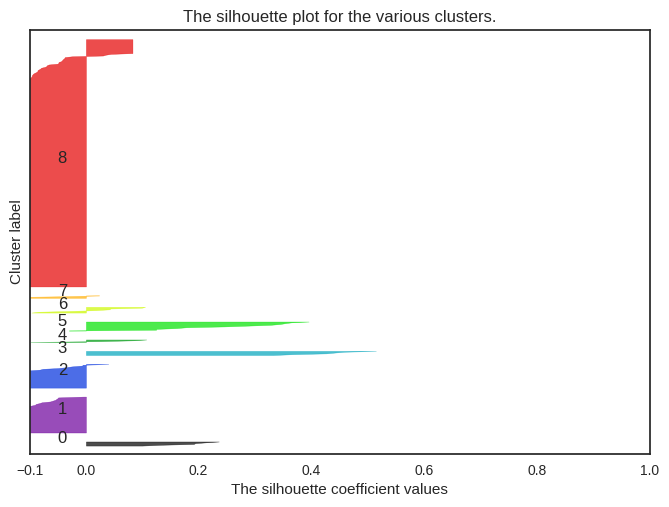 The silhouette plot for the various clusters.
Cluster label
8
7
6
5
4
3
2
1
0
−0.1 0.0 0.2 0.4 0.6 0.8 1.0
The silhouette coefficient values